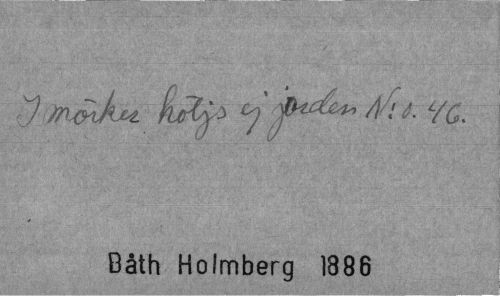 I mörker höljs ej jorden N:o. 46.
Båth Holmberg 1886